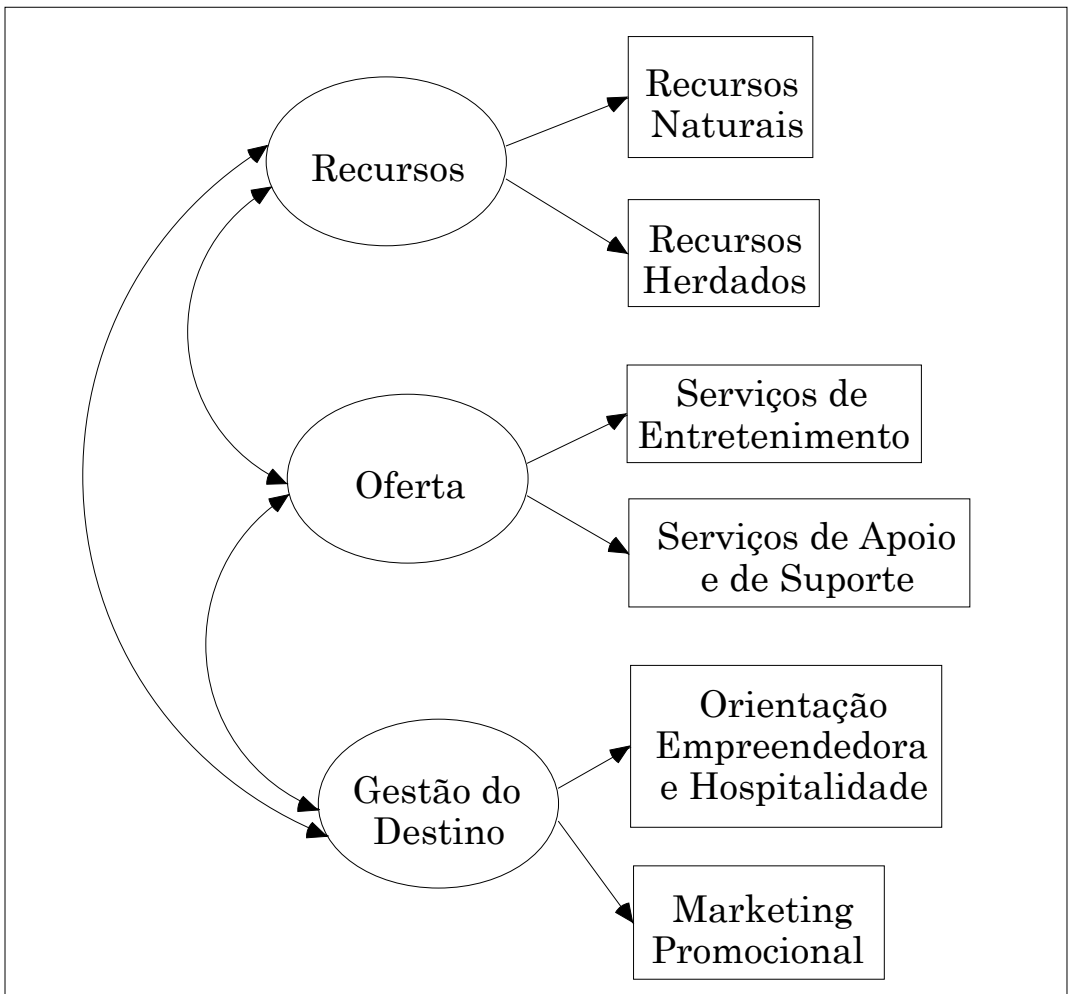 Recursos
Recursos
Naturais
Recursos
Herdados
Oferta
Serviços de
Entretenimento
Serviços de Apoio
e de Suporte
Gestão do
Destino
Orientação
Empreendedora
e Hospitalidade
Marketing
Promocional